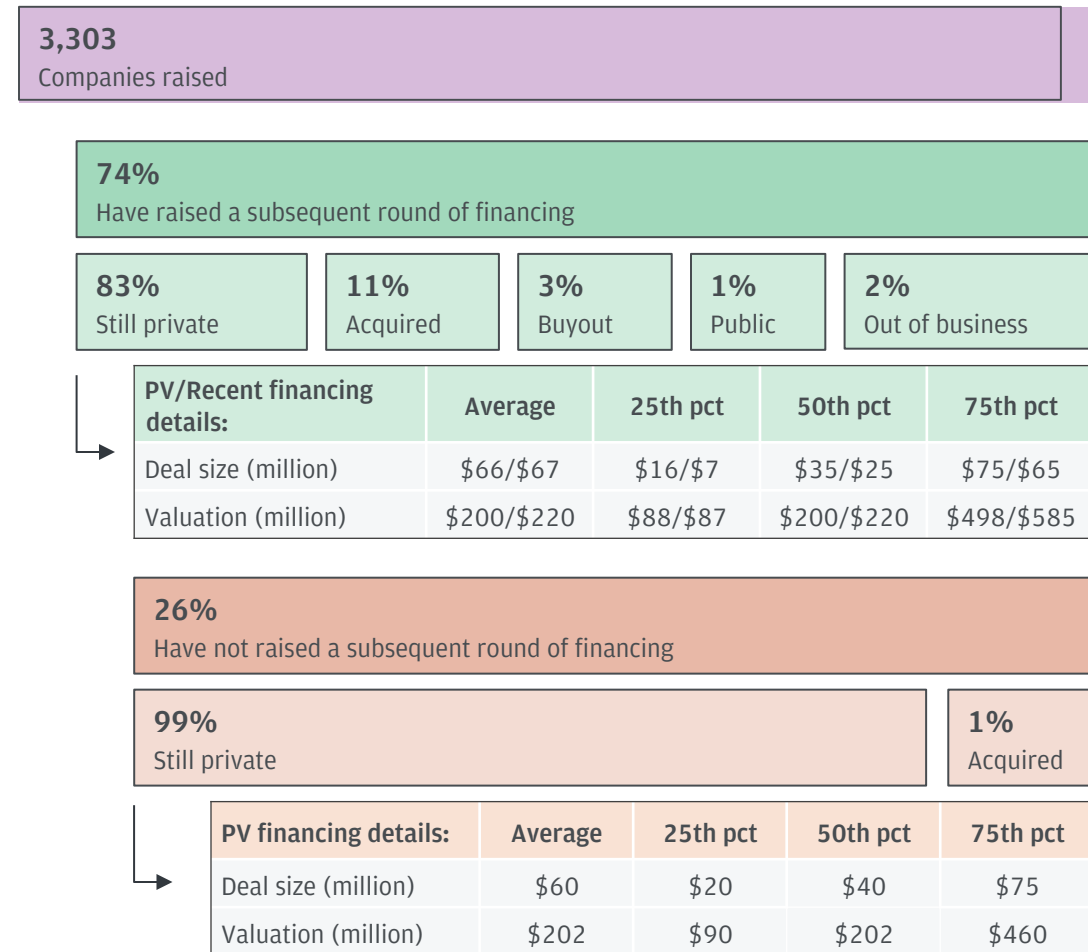 3,303
Companies raised
74%
Have raised a subsequent round of financing
83%
Still private
11%
Acquired
3%
Buyout
1%
Public
2%
Out of business
PV/Recent financing
details:
Average 25th pct 50th pct 75th pct
Deal size (million) $66/$67 $16/$7 $35/$25 $75/$65
Valuation (million) $200/$220 $88/$87 $200/$220 $498/$585
26%
Have not raised a subsequent round of financing
99%
Still private
1%
Acquired
PV financing details: Average 25th pct 50th pct 75th pct
Deal size (million) $60 $20 $40 $75
Valuation (million) $202 $90 $202 $460